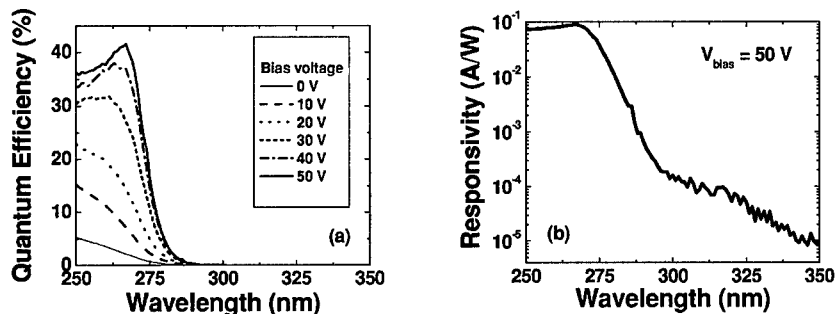 Quantum Efficiency (%)
40
30
20
10
0
250
275
300
325
350
Wavelength (nm)
Bias voltage
0 V
10 V
20 V
30 V
40 V
50 V
(a)
Responsivity (A/W)
10⁻¹
10⁻²
10⁻³
10⁻⁴
10⁻⁵
250
275
300
325
350
Wavelength (nm)
V_bias = 50 V
(b)